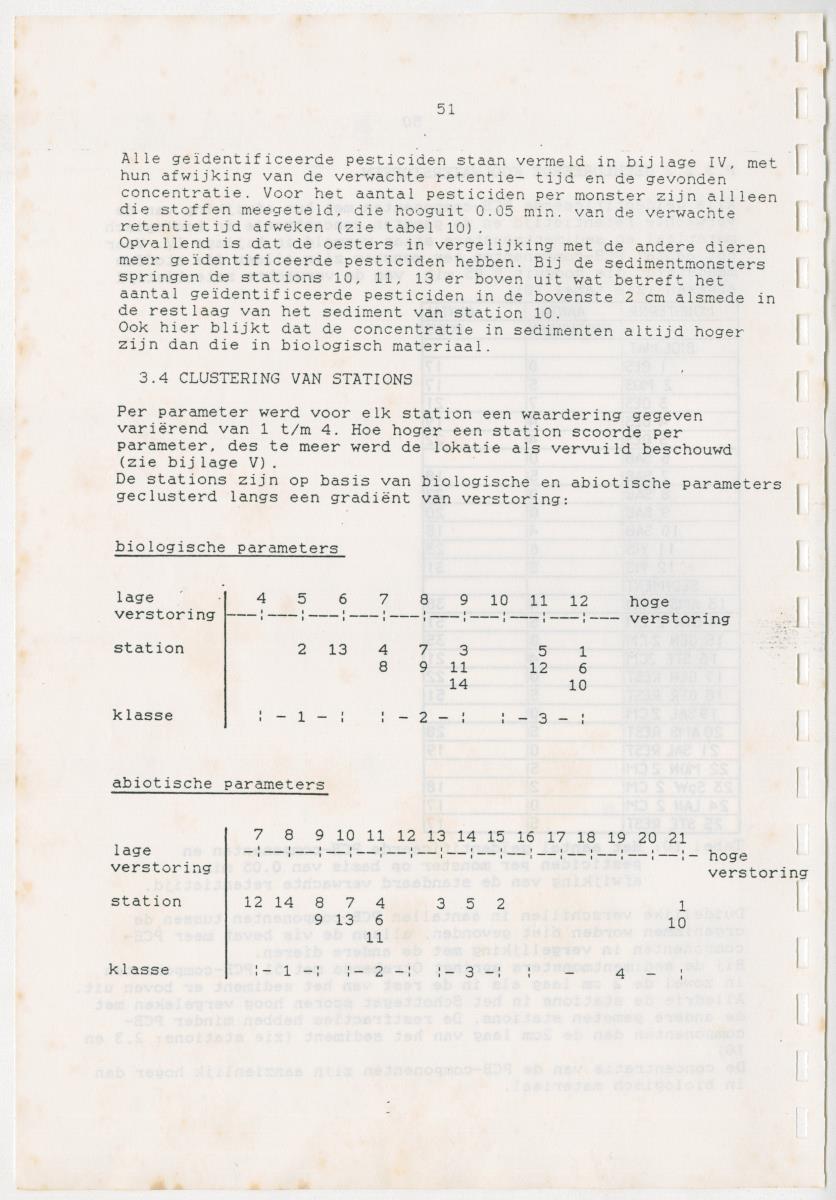 51
Alle geïdentificeerde pesticiden staan vermeld in bijlage IV, met
hun afwijking van de verwachte retentie- tijd en de gevonden
concentratie. Voor het aantal pesticiden per monster zijn allleen
die stoffen meegeteld, die hooguit 0.05 min. van de verwachte
retentietijd afweken (zie tabel 10).
Opvallend is dat de oesters in vergelijking met de andere dieren
meer geïdentificeerde pesticiden hebben. Bij de sedimentmonsters
springen de stations 10, 11, 13 er boven uit wat betreft het
aantal geïdentificeerde pesticiden in de bovenste 2 cm alsmede in
de restlaag van het sediment van station 10.
Ook hier blijkt dat de concentratie in sedimenten altijd hoger
zijn dan die in biologisch materiaal.
3.4 CLUSTERING VAN STATIONS
Per parameter werd voor elk station een waardering gegeven
variërend van 1 t/m 4. Hoe hoger een station scoorde per
parameter, des te meer werd de lokatie als vervuild beschouwd
(zie bijlage V).
De stations zijn op basis van biologische en abiotische parameters
geclusterd langs een gradiënt van verstoring:
biologische parameters
lage 4 5 6 7 8 9 10 11 12 hoge
verstoring ---¦---¦---¦---¦---¦---¦---¦---¦---¦--- verstoring
station 2 13 4 7 3 5 1
8 9 11 12 6
14 10
klasse ¦ - 1 - ¦ ¦ - 2 - ¦ ¦ - 3 - ¦
abiotische parameters
7 8 9 10 11 12 13 14 15 16 17 18 19 20 21
lage -¦--¦--¦--¦--¦--¦--¦--¦--¦--¦--¦--¦--¦--¦--¦- hoge
verstoring verstoring
station 12 14 8 7 4 3 5 2 1
9 13 6 10
11
klasse ¦- 1 -¦ ¦- 2 -¦ ¦- 3 -¦ ¦ - 4 - ¦